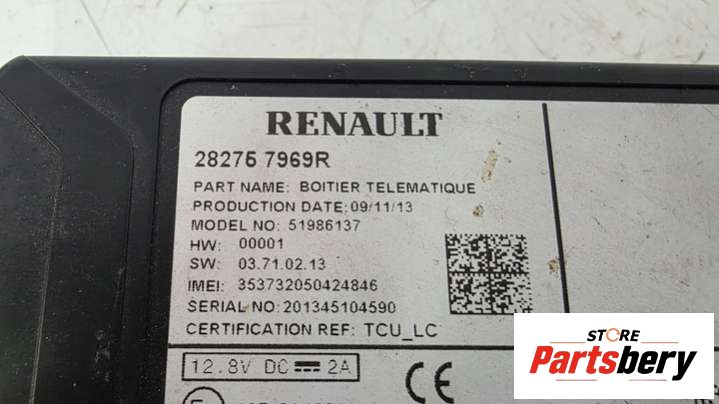 RENAULT
28275 7969R
PART NAME: BOITIER TELEMATIQUE
PRODUCTION DATE: 09/11/13
MODEL NO: 51986137
HW: 00001
SW: 03.71.02.13
IMEI: 353732050424846
SERIAL NO: 201345104590
CERTIFICATION REF: TCU_LC
12.8V DC 2A
CE
STORE
Partsbery